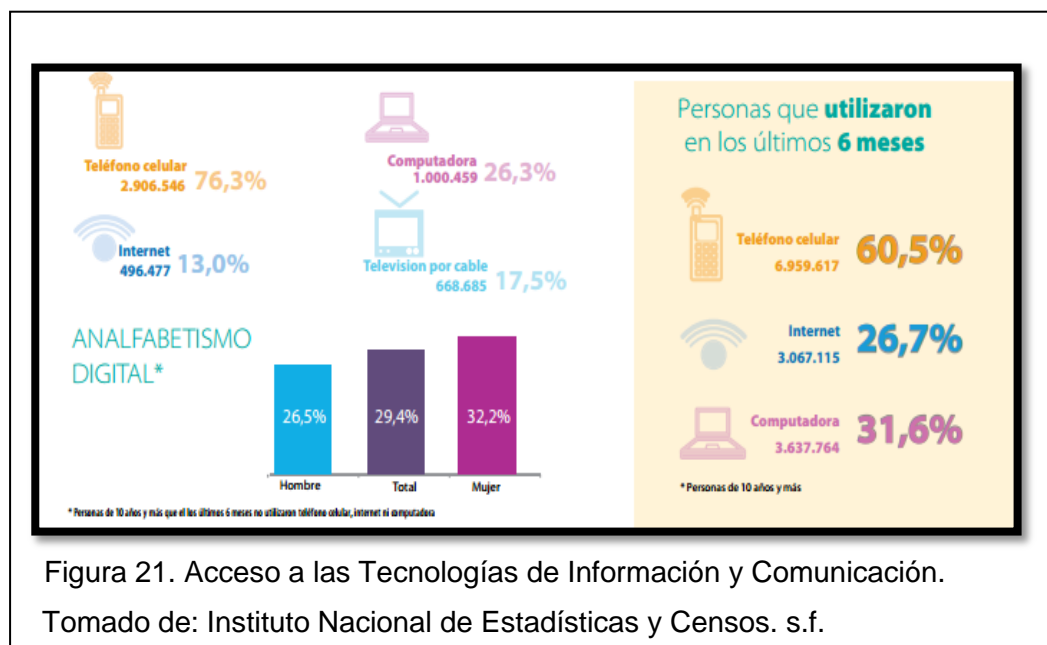 Teléfono celular
2.906.546 76,3%
Computadora
1.000.459 26,3%
Internet
496.477 13,0%
Television por cable
668.685 17,5%
ANALFABETISMO
DIGITAL*
26,5%
29,4%
32,2%
Hombre
Total
Mujer
* Personas de 10 años y más que el los últimos 6 meses no utilizaron teléfono celular, internet ni computadora
Personas que utilizaron
en los últimos 6 meses
Teléfono celular
6.959.617 60,5%
Internet
3.067.115 26,7%
Computadora
3.637.764 31,6%
* Personas de 10 años y más
Figura 21. Acceso a las Tecnologías de Información y Comunicación.
Tomado de: Instituto Nacional de Estadísticas y Censos. s.f.